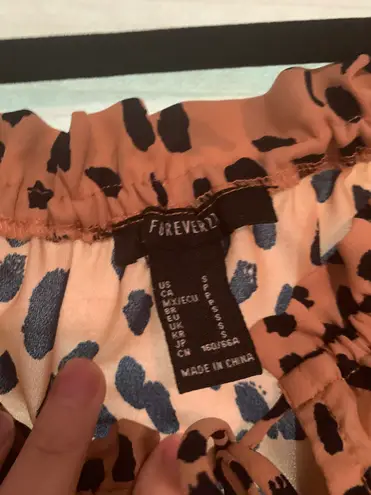 FOREVER 21
US S
CA S
MX/ECU P
BR P
EU S
UK S
KR S
JP S
CN 160/66A
MADE IN CHINA